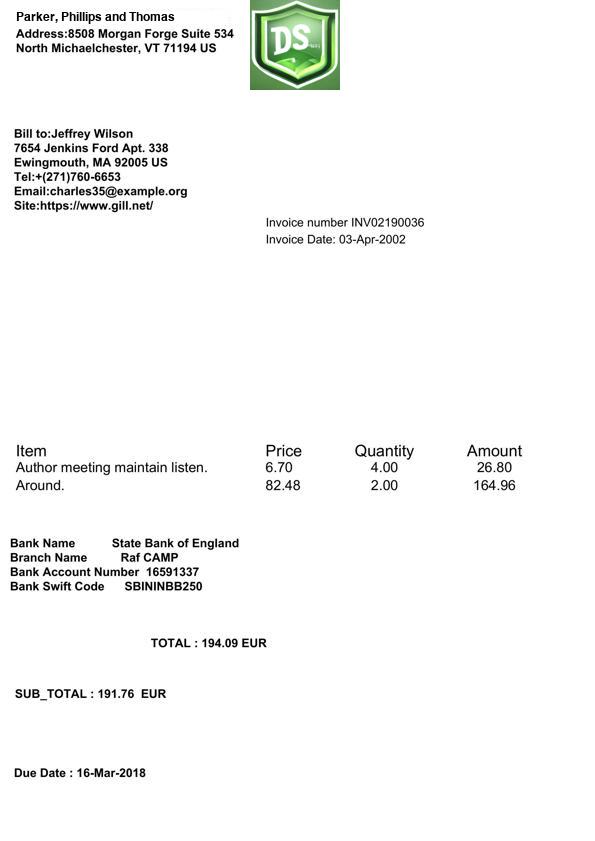 Parker, Phillips and Thomas
Address:8508 Morgan Forge Suite 534
North Michaelchester, VT 71194 US
DS
Bill to:Jeffrey Wilson
7654 Jenkins Ford Apt. 338
Ewingmouth, MA 92005 US
Tel:+(271)760-6653
Email:charles35@example.org
Site:https://www.gill.net/
Invoice number INV02190036
Invoice Date: 03-Apr-2002
Item Price Quantity Amount
Author meeting maintain listen. 6.70 4.00 26.80
Around. 82.48 2.00 164.96
Bank Name State Bank of England
Branch Name Raf CAMP
Bank Account Number 16591337
Bank Swift Code SBININBB250
TOTAL : 194.09 EUR
SUB_TOTAL : 191.76 EUR
Due Date : 16-Mar-2018